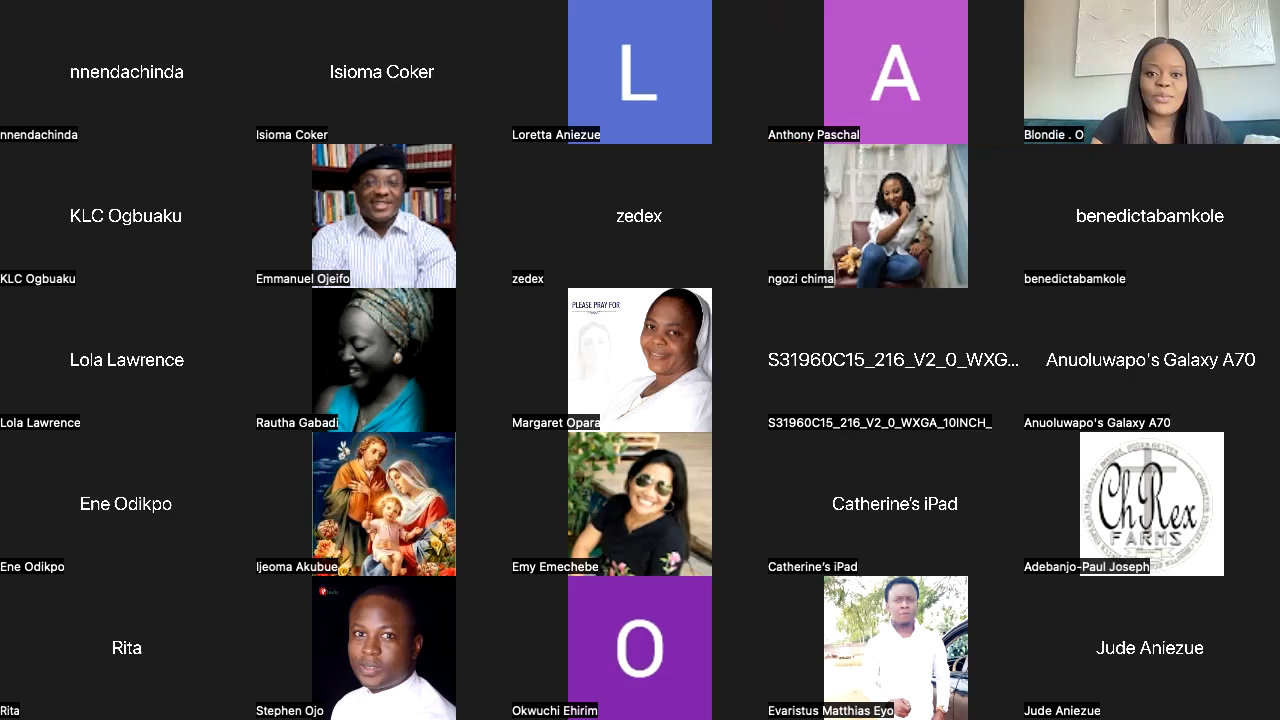 nnendachinda
Isioma Coker
L
A
nnendachinda
Isioma Coker
Loretta Aniezue
Anthony Paschal
Blondie . O
KLC Ogbuaku
zedex
benedictabamkole
KLC Ogbuaku
Emmanuel Ojeifo
zedex
ngozi chima
benedictabamkole
PLEASE PRAY FOR
Lola Lawrence
S31960C15_216_V2_0_WXG...
Anuoluwapo's Galaxy A70
Lola Lawrence
Rautha Gabadi
Margaret Opara
S31960C15_216_V2_0_WXGA_10INCH_
Anuoluwapo's Galaxy A70
Ene Odikpo
Catherine's iPad
ChRex
FARMS
Ene Odikpo
Ijeoma Akubue
Emy Emechebe
Catherine's iPad
Adebanjo-Paul Joseph
Rita
O
Jude Aniezue
Rita
Stephen Ojo
Okwuchi Ehirim
Evaristus Matthias Eyo
Jude Aniezue